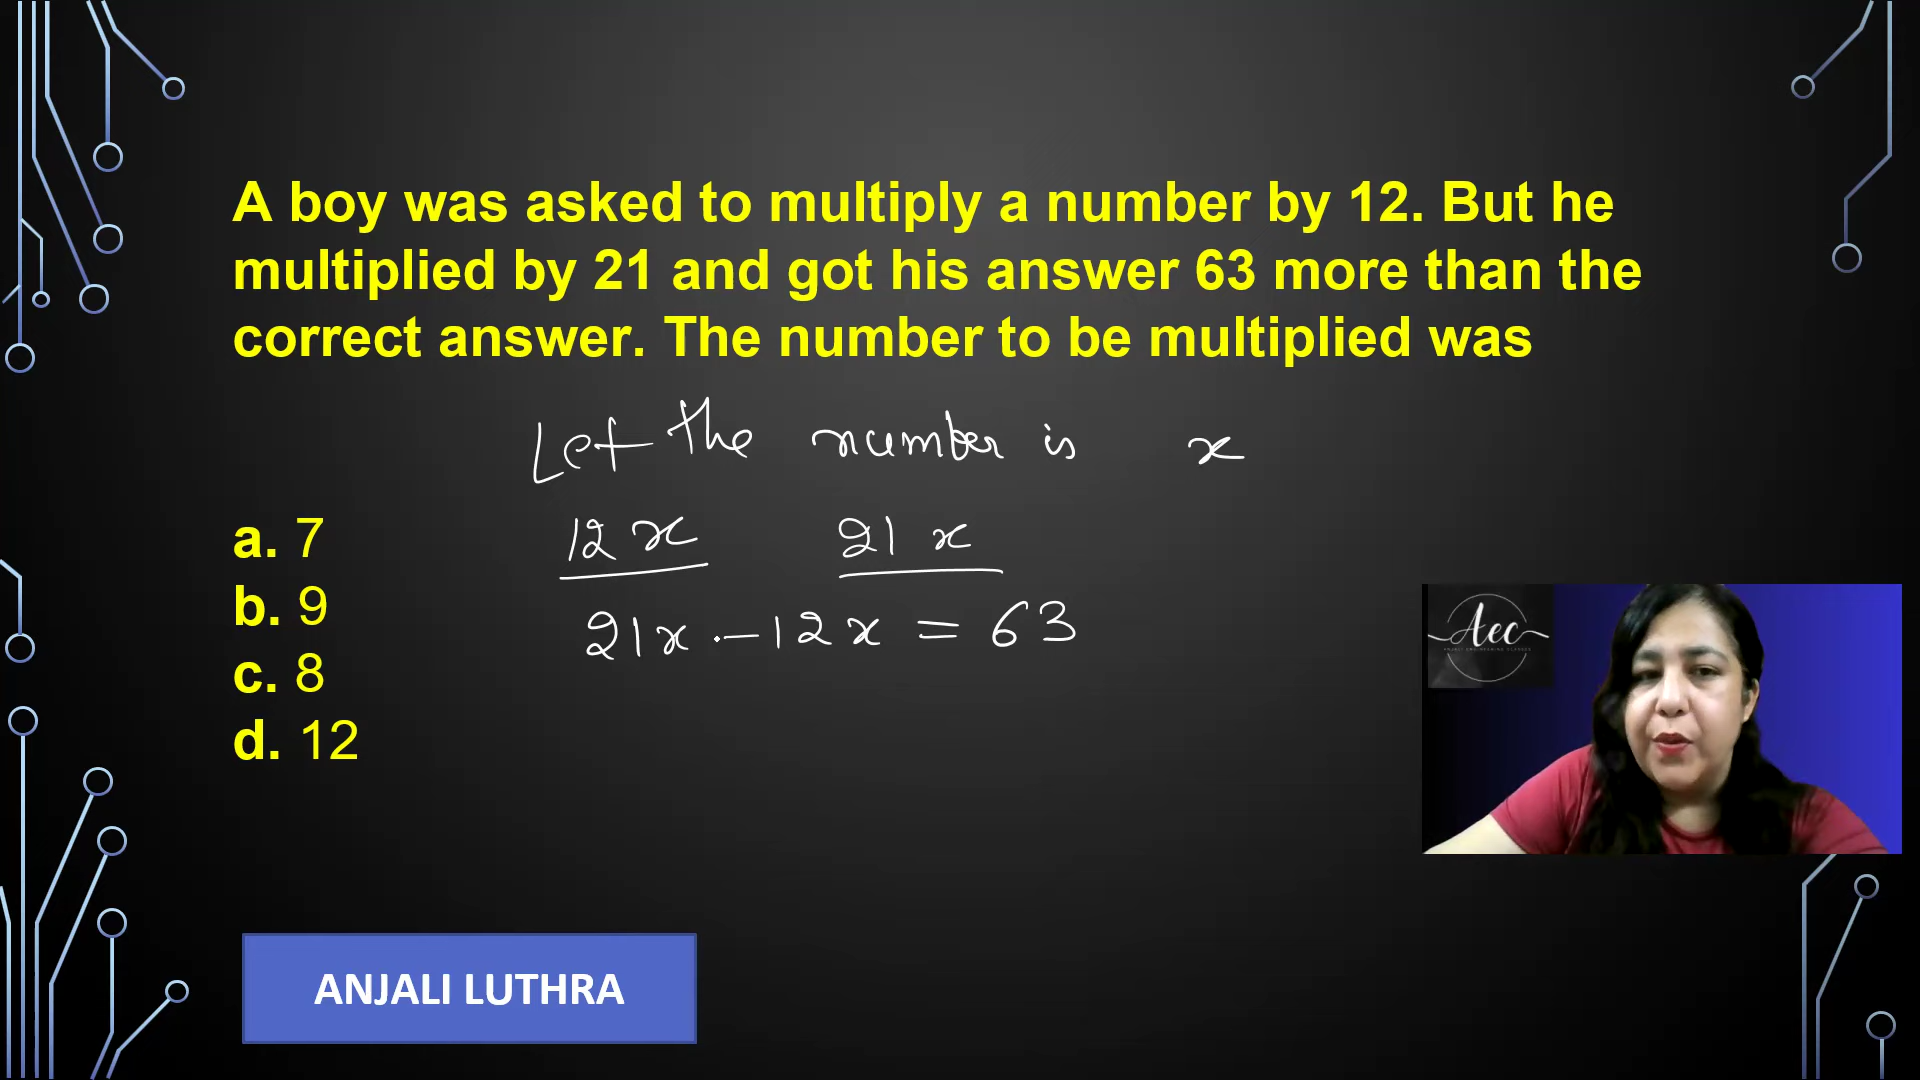 A boy was asked to multiply a number by 12. But he
multiplied by 21 and got his answer 63 more than the
correct answer. The number to be multiplied was
Let the number is x
a. 7
12x 21x
b. 9
21x - 12x = 63
c. 8
d. 12
Aec
ANJALI LUTHRA